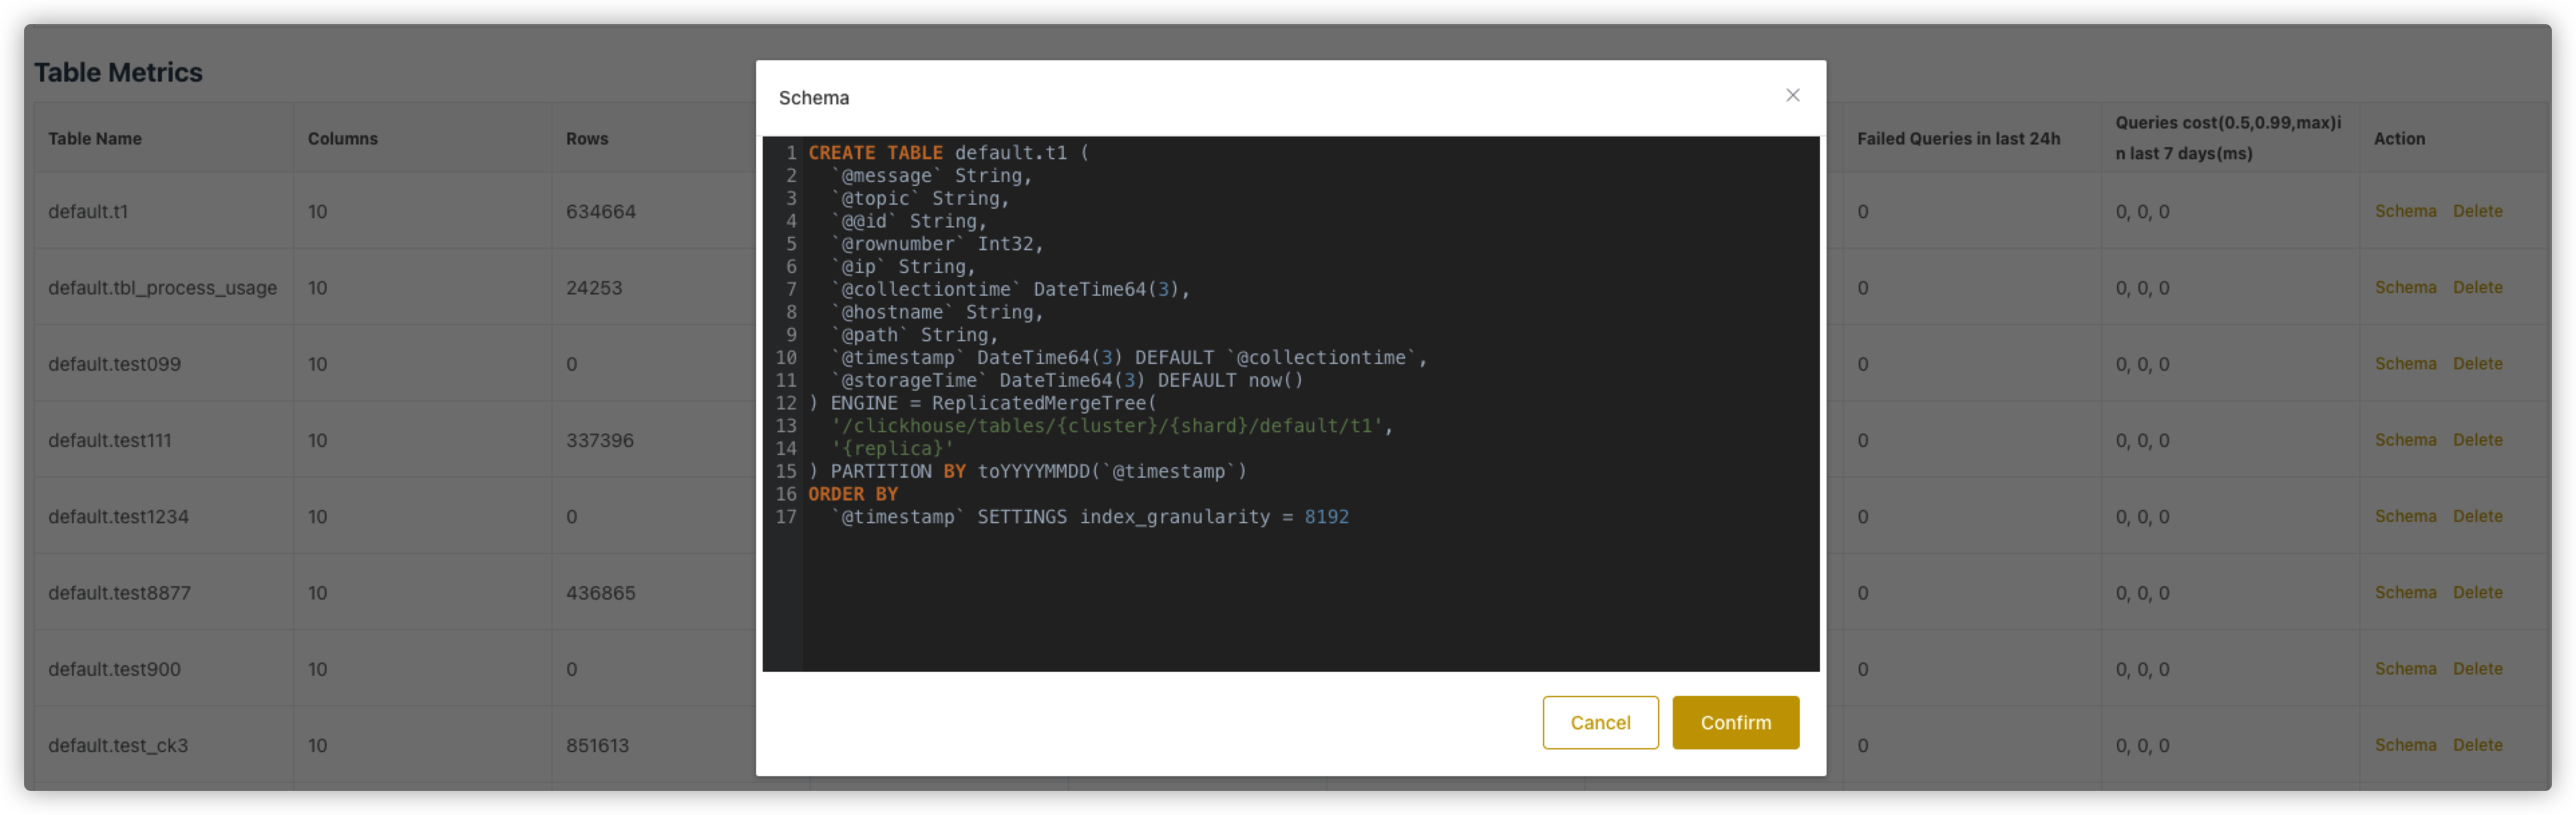 Table Metrics
Table Name Columns Rows Failed Queries in last 24h Queries cost(0.5,0.99,max)i
n last 7 days(ms) Action
default.t1 10 634664 0 0, 0, 0 Schema Delete
default.tbl_process_usage 10 24253 0 0, 0, 0 Schema Delete
default.test099 10 0 0 0, 0, 0 Schema Delete
default.test111 10 337396 0 0, 0, 0 Schema Delete
default.test1234 10 0 0 0, 0, 0 Schema Delete
default.test8877 10 436865 0 0, 0, 0 Schema Delete
default.test900 10 0 0 0, 0, 0 Schema Delete
default.test_ck3 10 851613 0 0, 0, 0 Schema Delete
Schema
1 CREATE TABLE default.t1 (
2 `@message` String,
3 `@topic` String,
4 `@@id` String,
5 `@rownumber` Int32,
6 `@ip` String,
7 `@collectiontime` DateTime64(3),
8 `@hostname` String,
9 `@path` String,
10 `@timestamp` DateTime64(3) DEFAULT `@collectiontime`,
11 `@storageTime` DateTime64(3) DEFAULT now()
12 ) ENGINE = ReplicatedMergeTree(
13 '/clickhouse/tables/{cluster}/{shard}/default/t1',
14 '{replica}'
15 ) PARTITION BY toYYYYMMDD(`@timestamp`)
16 ORDER BY
17 `@timestamp` SETTINGS index_granularity = 8192
Cancel Confirm